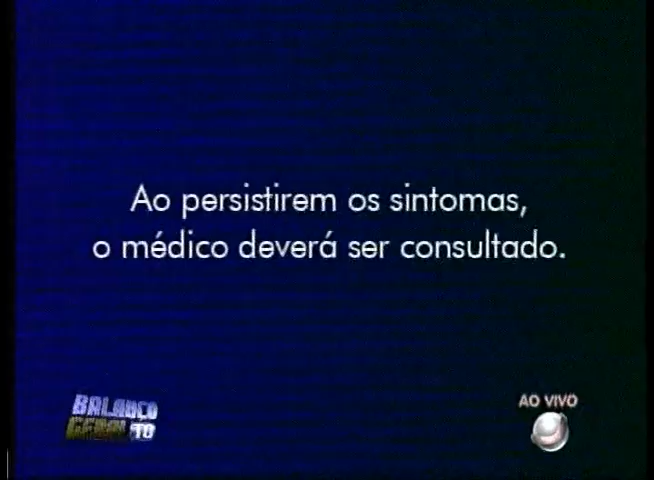 Ao persistirem os sintomas,
o médico deverá ser consultado.
BALANÇO
GERAL TO
AO VIVO